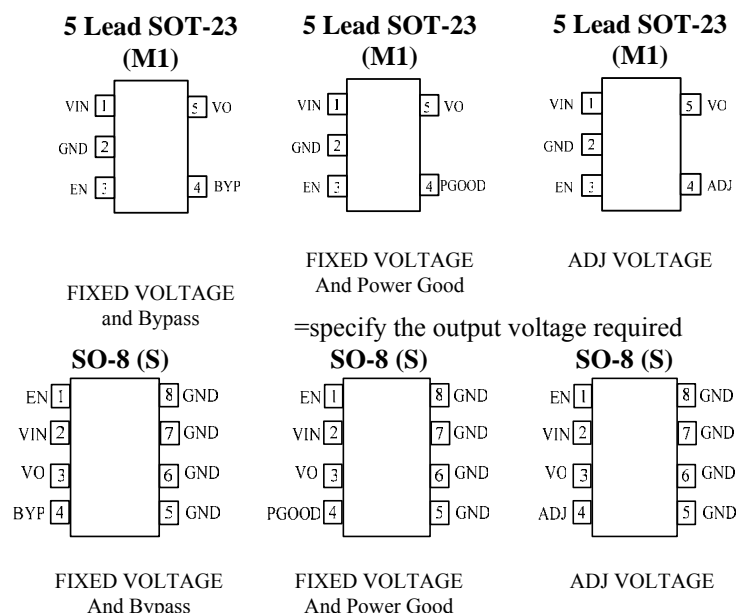 5 Lead SOT-23
(M1)
VIN 1
5 VO
GND 2
EN 3
4 BYP
FIXED VOLTAGE
and Bypass
5 Lead SOT-23
(M1)
VIN 1
5 VO
GND 2
EN 3
4 PGOOD
FIXED VOLTAGE
And Power Good
5 Lead SOT-23
(M1)
VIN 1
5 VO
GND 2
EN 3
4 ADJ
ADJ VOLTAGE
=specify the output voltage required
SO-8 (S)
EN 1
8 GND
VIN 2
7 GND
VO 3
6 GND
BYP 4
5 GND
FIXED VOLTAGE
And Bypass
SO-8 (S)
EN 1
8 GND
VIN 2
7 GND
VO 3
6 GND
PGOOD 4
5 GND
FIXED VOLTAGE
And Power Good
SO-8 (S)
EN 1
8 GND
VIN 2
7 GND
VO 3
6 GND
ADJ 4
5 GND
ADJ VOLTAGE